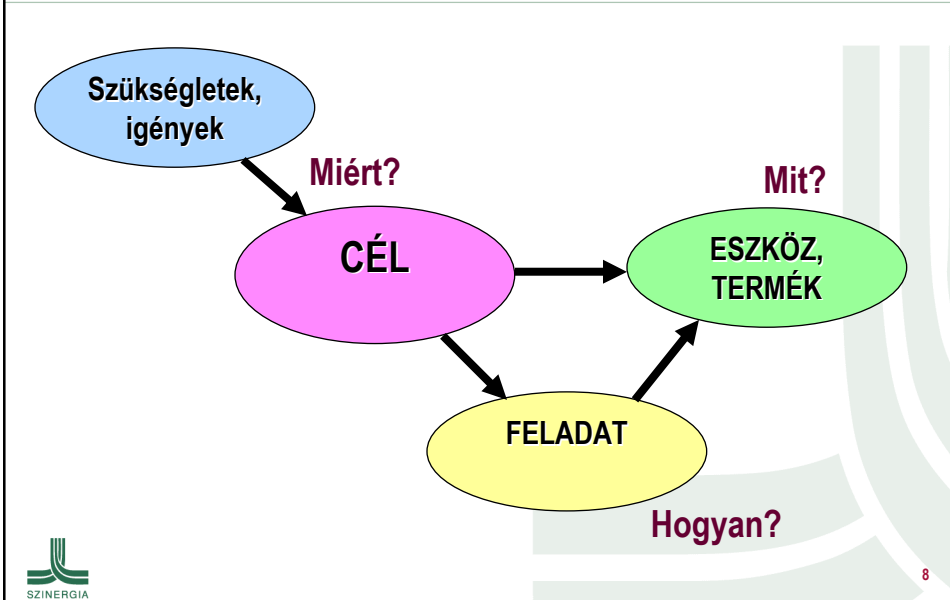 Szükségletek,
igények
Miért?
Mit?
CÉL
ESZKÖZ,
TERMÉK
FELADAT
Hogyan?
SZINERGIA
8